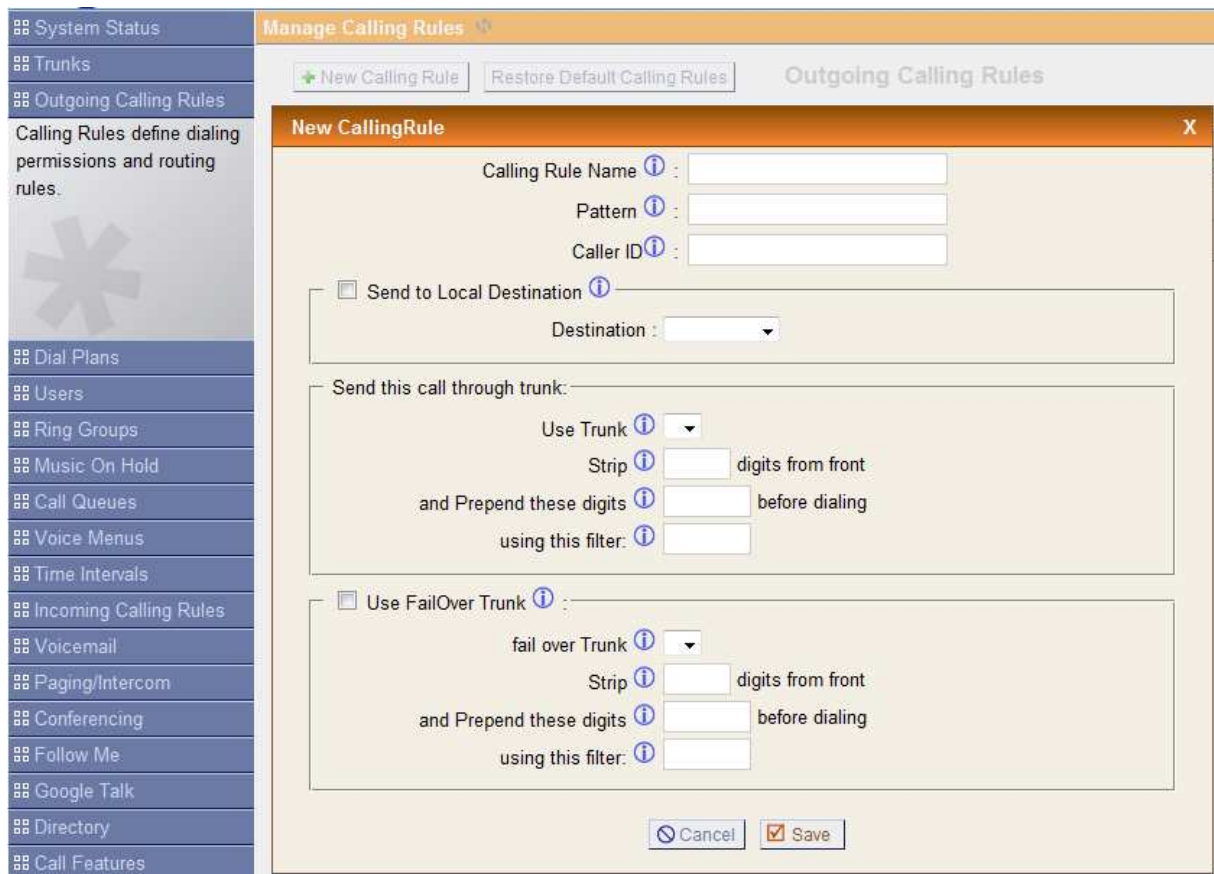 System Status
Trunks
Outgoing Calling Rules
Calling Rules define dialing
permissions and routing
rules.
Dial Plans
Users
Ring Groups
Music On Hold
Call Queues
Voice Menus
Time Intervals
Incoming Calling Rules
Voicemail
Paging/Intercom
Conferencing
Follow Me
Google Talk
Directory
Call Features
Manage Calling Rules
New Calling Rule Restore Default Calling Rules Outgoing Calling Rules
New CallingRule X
Calling Rule Name :
Pattern :
Caller ID :
Send to Local Destination
Destination :
Send this call through trunk:
Use Trunk
Strip digits from front
and Prepend these digits before dialing
using this filter:
Use FailOver Trunk :
fail over Trunk
Strip digits from front
and Prepend these digits before dialing
using this filter:
Cancel Save